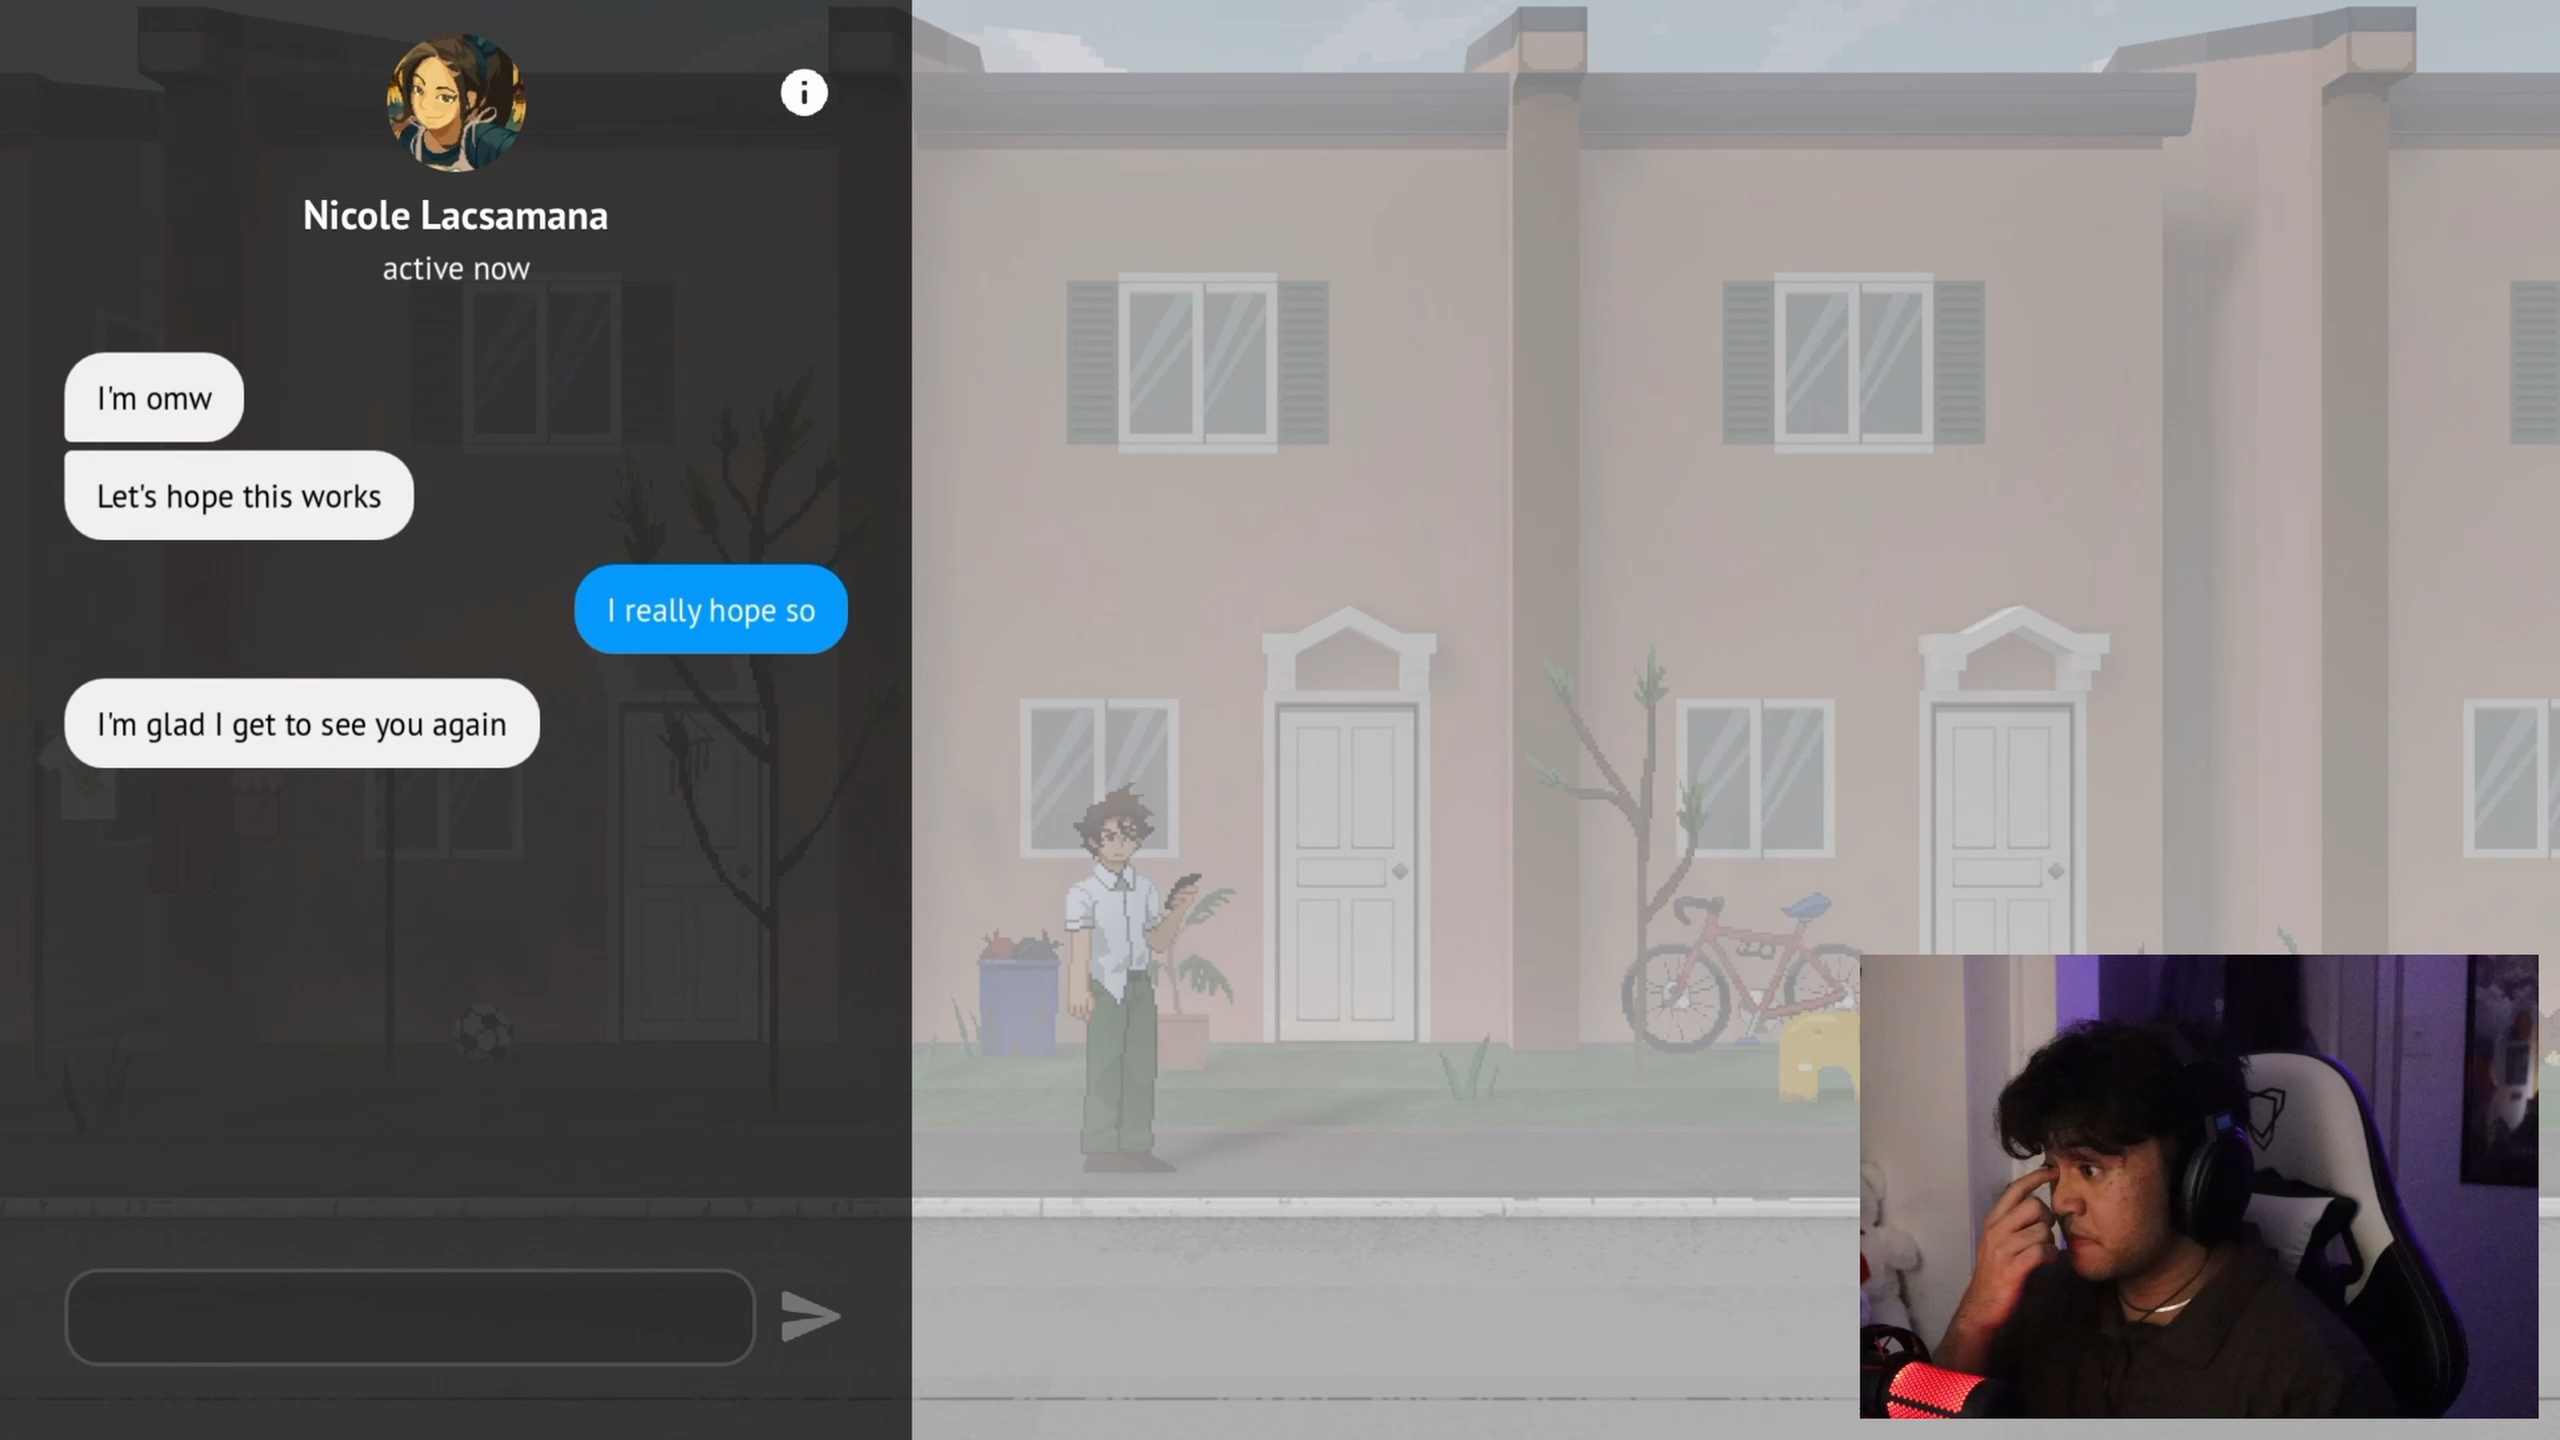 Nicole Lacsamana
active now
I'm omw
Let's hope this works
I really hope so
I'm glad I get to see you again